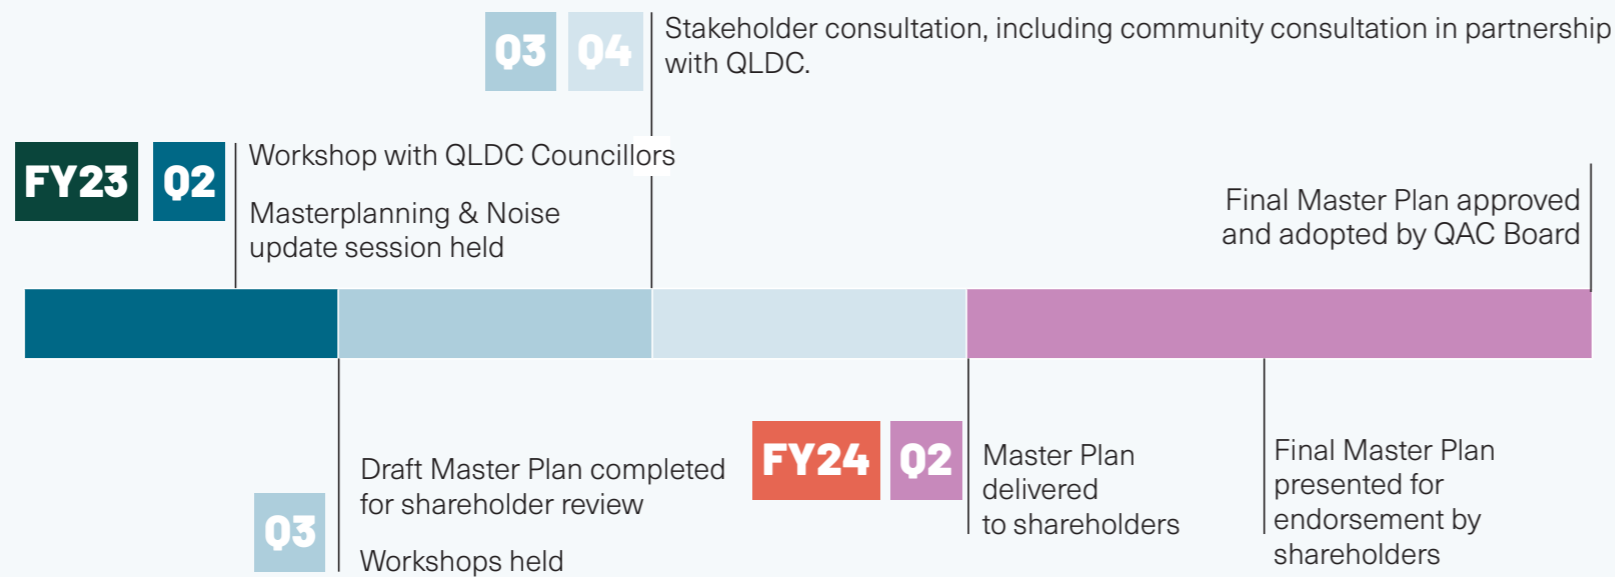 Q3 Q4
Stakeholder consultation, including community consultation in partnership
with QLDC.
FY23 Q2
Workshop with QLDC Councillors
Masterplanning & Noise
update session held
Final Master Plan approved
and adopted by QAC Board
Q3
Draft Master Plan completed
for shareholder review
Workshops held
FY24 Q2
Master Plan
delivered
to shareholders
Final Master Plan
presented for
endorsement by
shareholders